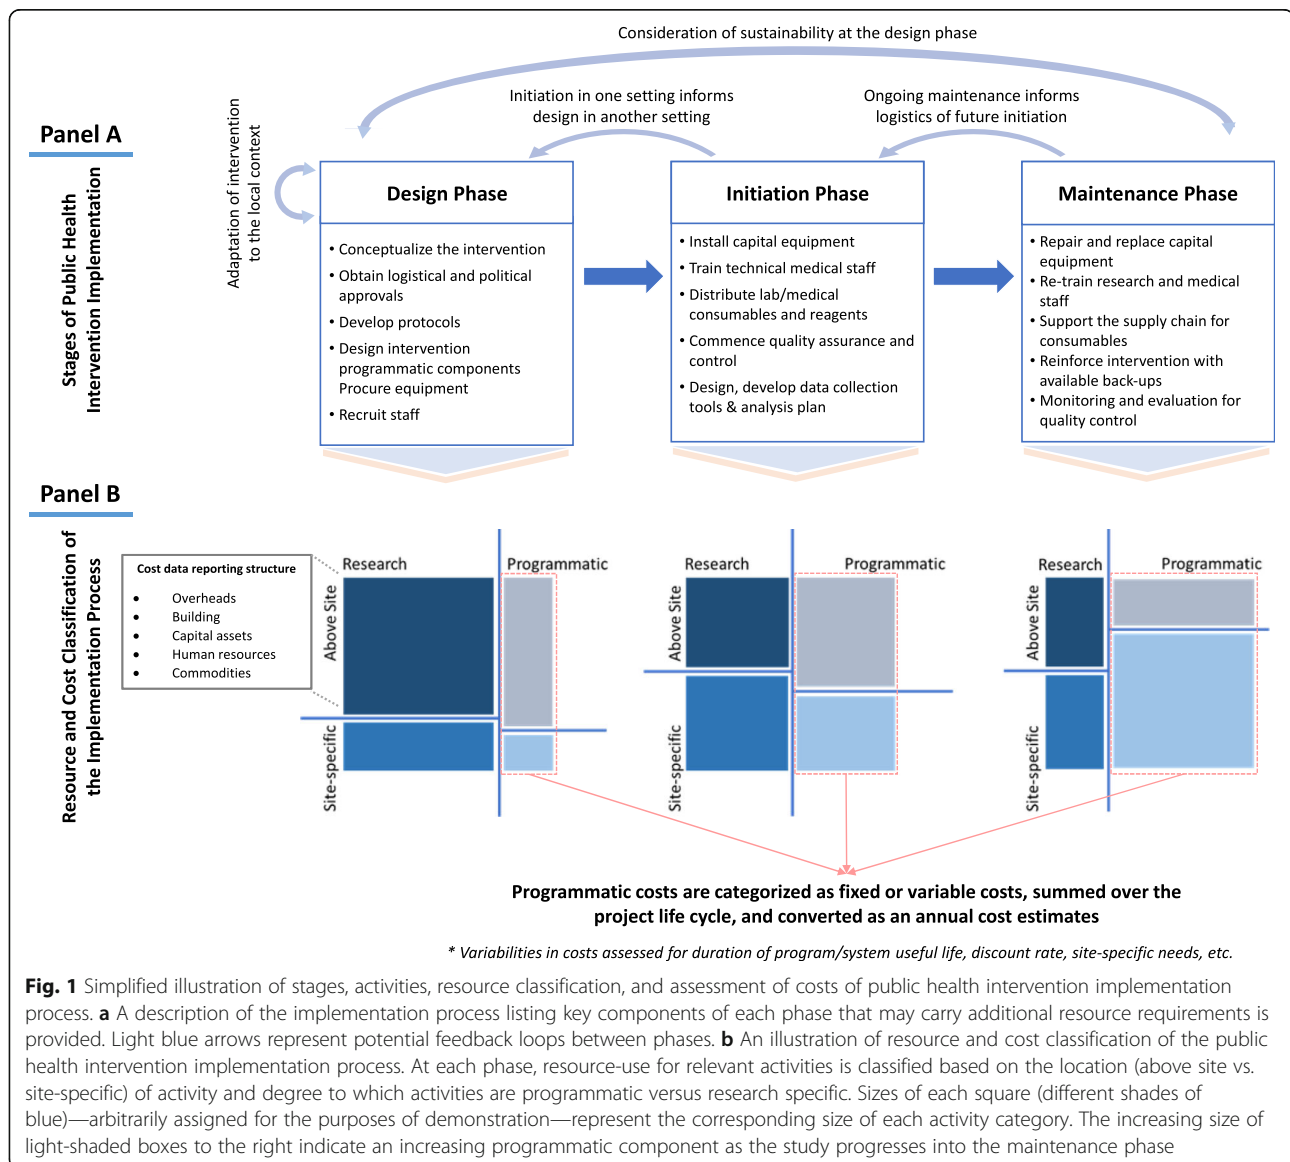 Consideration of sustainability at the design phase
Initiation in one setting informs
design in another setting
Ongoing maintenance informs
logistics of future initiation
Panel A
Stages of Public Health
Intervention Implementation
Adaptation of intervention
to the local context
Design Phase
• Conceptualize the intervention
• Obtain logistical and political
approvals
• Develop protocols
• Design intervention
programmatic components
Procure equipment
• Recruit staff
Initiation Phase
• Install capital equipment
• Train technical medical staff
• Distribute lab/medical
consumables and reagents
• Commence quality assurance and
control
• Design, develop data collection
tools & analysis plan
Maintenance Phase
• Repair and replace capital
equipment
• Re-train research and medical
staff
• Support the supply chain for
consumables
• Reinforce intervention with
available back-ups
• Monitoring and evaluation for
quality control
Panel B
Resource and Cost Classification of
the Implementation Process
Cost data reporting structure
• Overheads
• Building
• Capital assets
• Human resources
• Commodities
Research
Programmatic
Above Site
Site-specific
Research
Programmatic
Above Site
Site-specific
Research
Programmatic
Above Site
Site-specific
Programmatic costs are categorized as fixed or variable costs, summed over the
project life cycle, and converted as an annual cost estimates
* Variabilities in costs assessed for duration of program/system useful life, discount rate, site-specific needs, etc.
Fig. 1 Simplified illustration of stages, activities, resource classification, and assessment of costs of public health intervention implementation
process. a A description of the implementation process listing key components of each phase that may carry additional resource requirements is
provided. Light blue arrows represent potential feedback loops between phases. b An illustration of resource and cost classification of the public
health intervention implementation process. At each phase, resource-use for relevant activities is classified based on the location (above site vs.
site-specific) of activity and degree to which activities are programmatic versus research specific. Sizes of each square (different shades of
blue)—arbitrarily assigned for the purposes of demonstration—represent the corresponding size of each activity category. The increasing size of
light-shaded boxes to the right indicate an increasing programmatic component as the study progresses into the maintenance phase